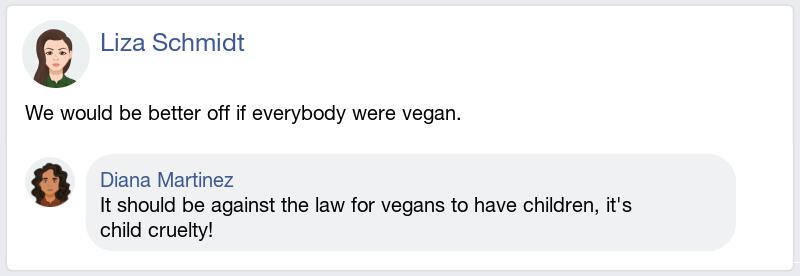 Liza Schmidt
We would be better off if everybody were vegan.
Diana Martinez
It should be against the law for vegans to have children, it's
child cruelty!